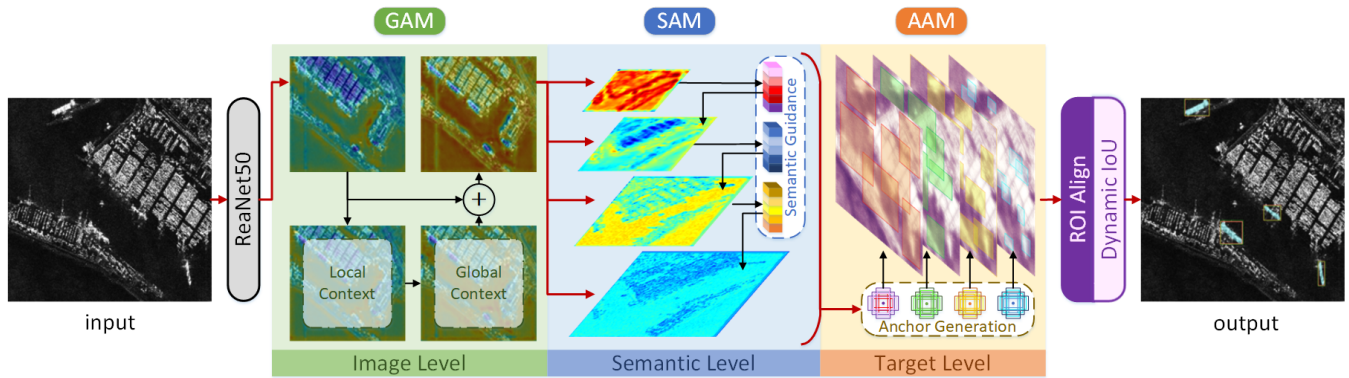 GAM
SAM
AAM
input
ReaNet50
Local
Context
Global
Context
Image Level
Semantic Guidance
Semantic Level
Anchor Generation
Target Level
ROI Align
Dynamic IoU
output